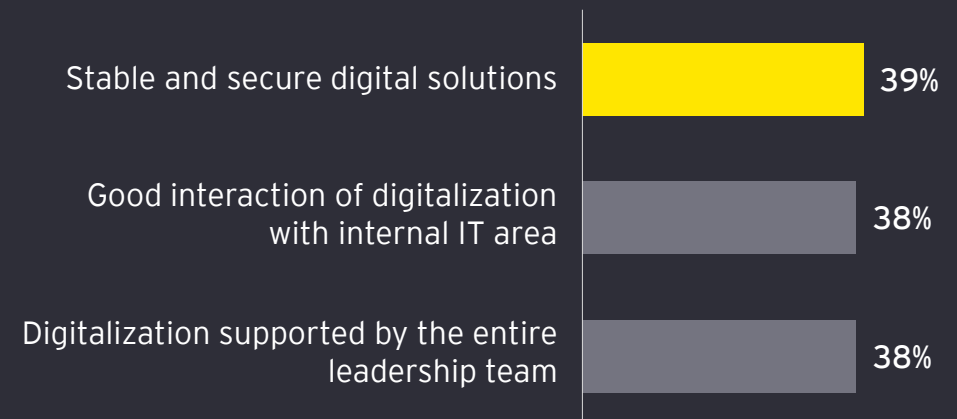 Stable and secure digital solutions
39%
Good interaction of digitalization
with internal IT area
38%
Digitalization supported by the entire
leadership team
38%